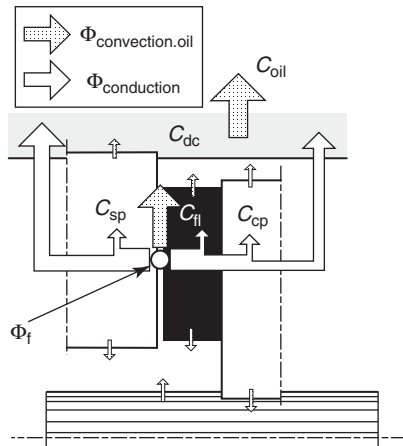 Φconvection.oil
Φconduction
Coil
Cdc
Csp
Cfl
Ccp
Φf